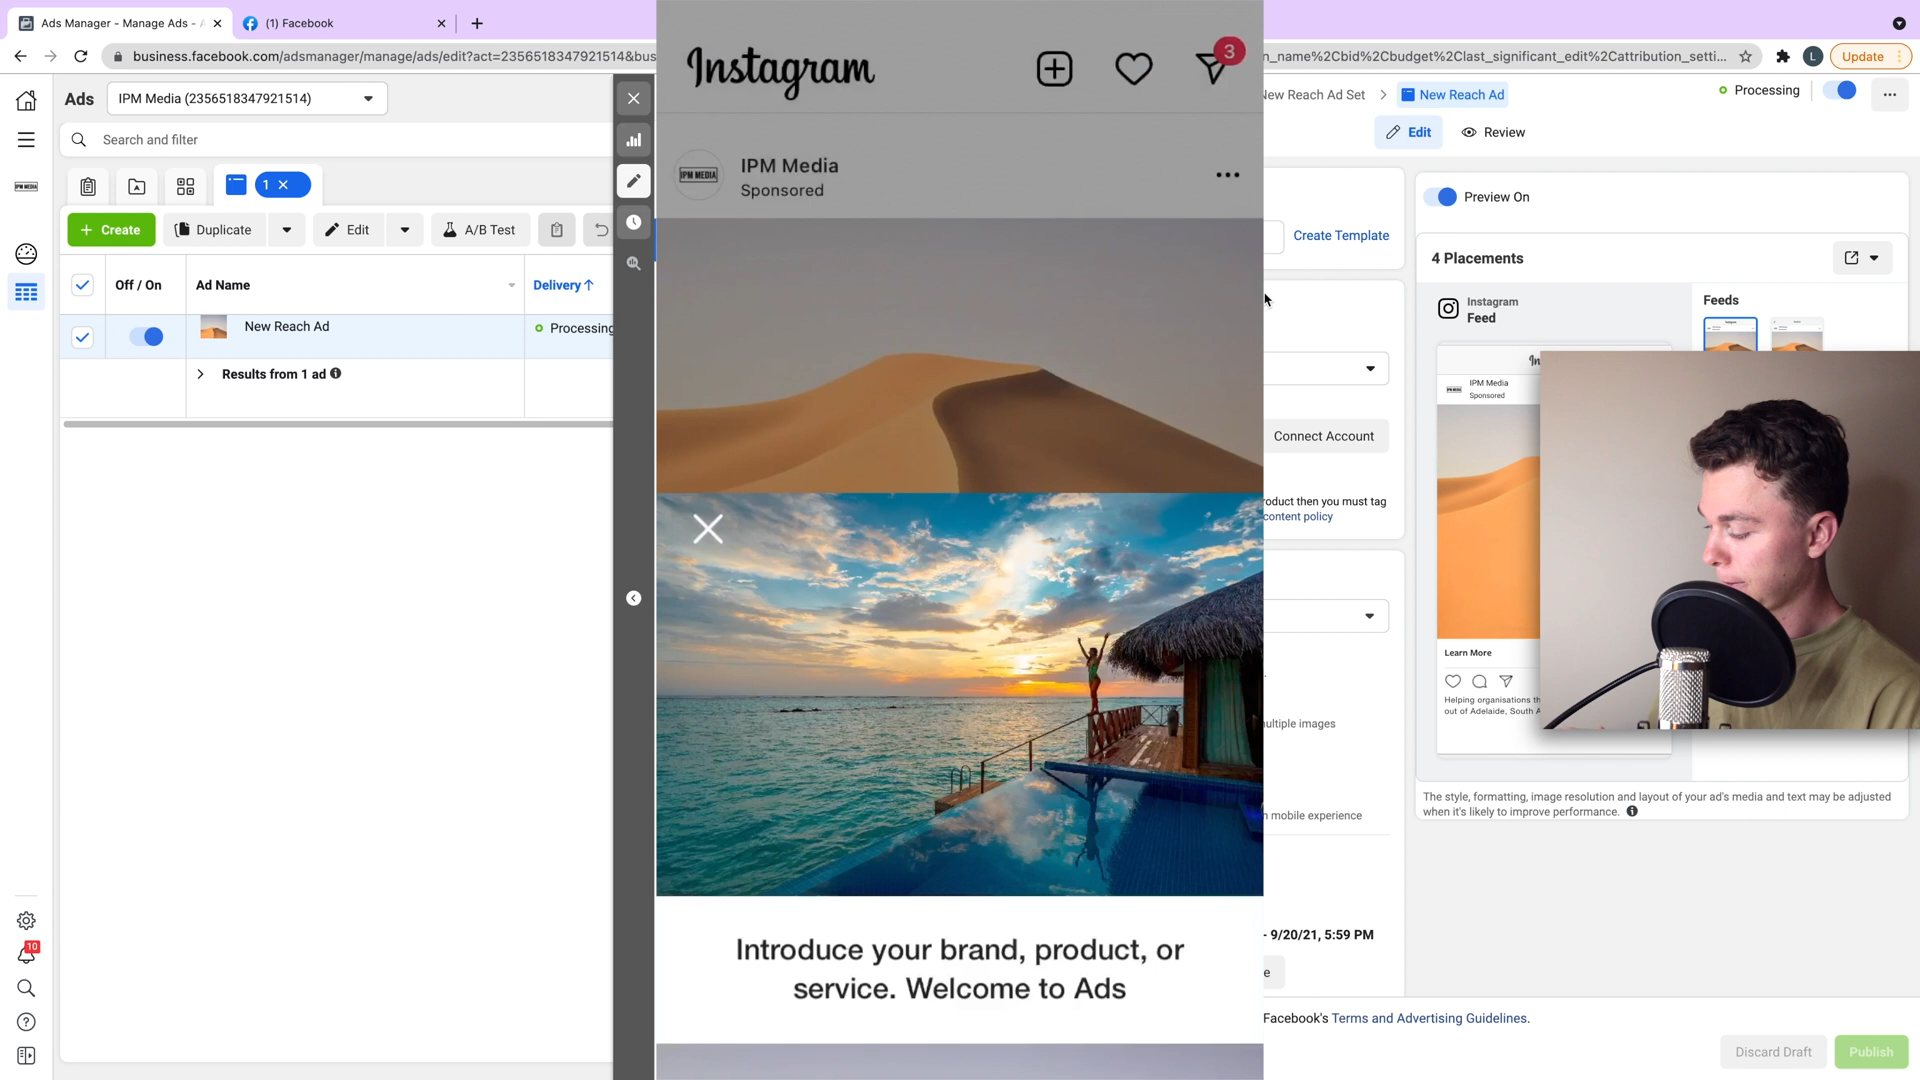 Ads Manager - Manage Ads - A
(1) Facebook
business.facebook.com/adsmanager/manage/ads/edit?act=2356518347921514&bus
n_name%2Cbid%2Cbudget%2Clast_significant_edit%2Cattribution_setti...
L
Update
Ads
IPM Media (2356518347921514)
Search and filter
1
Create
Duplicate
Edit
A/B Test
Off / On
Ad Name
Delivery
New Reach Ad
Processing
Results from 1 ad
IPM MEDIA
10
Instagram
3
IPM MEDIA
IPM Media
Sponsored
Introduce your brand, product, or
service. Welcome to Ads
New Reach Ad Set
New Reach Ad
Processing
Edit
Review
Create Template
Connect Account
roduct then you must tag
content policy
ultiple images
n mobile experience
- 9/20/21, 5:59 PM
e
Facebook's Terms and Advertising Guidelines.
Discard Draft
Publish
Preview On
4 Placements
Instagram
Feed
Feeds
IPM Media
Sponsored
Learn More
Helping organisations th
out of Adelaide, South A
The style, formatting, image resolution and layout of your ad's media and text may be adjusted
when it's likely to improve performance.